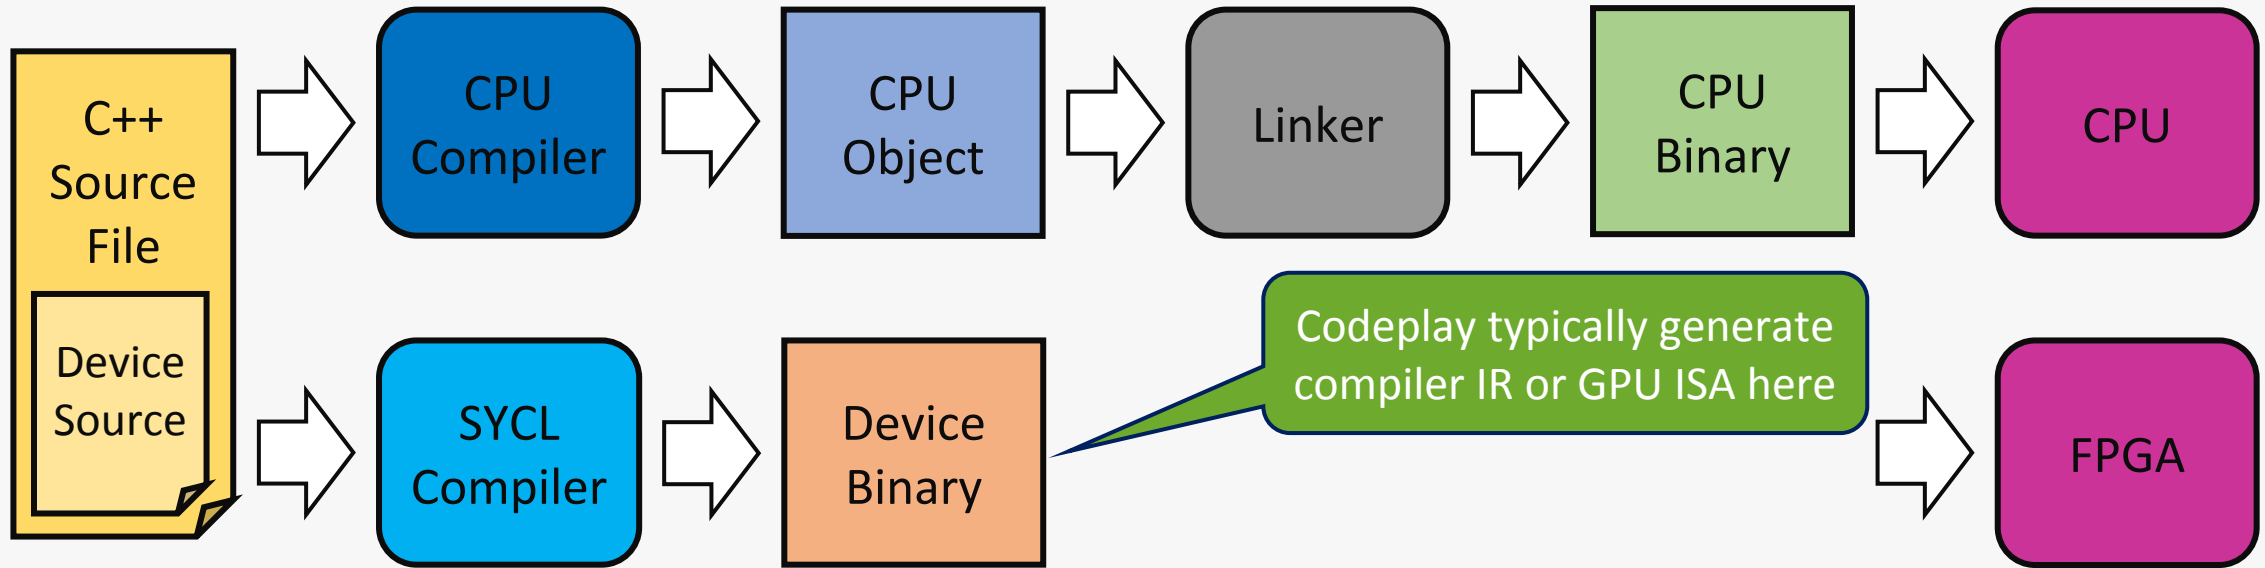 C++
Source
File
Device
Source
CPU
Compiler
CPU
Object
Linker
CPU
Binary
CPU
SYCL
Compiler
Device
Binary
Codeplay typically generate
compiler IR or GPU ISA here
FPGA